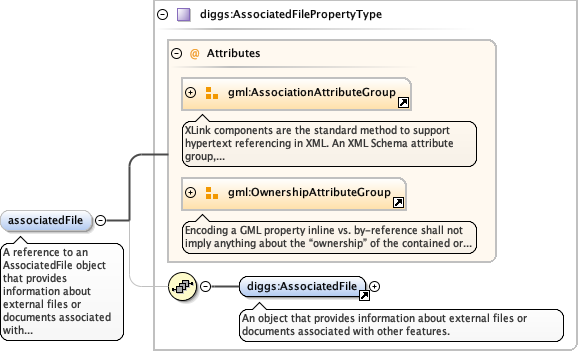 diggs:AssociatedFilePropertyType
@ Attributes
gml:AssociationAttributeGroup
XLink components are the standard method to support
hypertext referencing in XML. An XML Schema attribute
group,...
gml:OwnershipAttributeGroup
Encoding a GML property inline vs. by-reference shall not
imply anything about the “ownership” of the contained or...
associatedFile
A reference to an
AssociatedFile object
that provides
information about
external files or
documents associated
with...
diggs:AssociatedFile
An object that provides information about external files or
documents associated with other features.